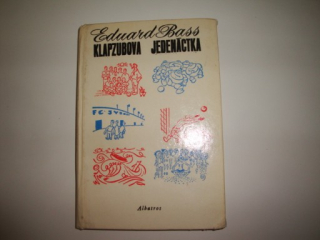 Eduard Bass
KLAPZUBOVA JEDENÁCTKA
Albatros